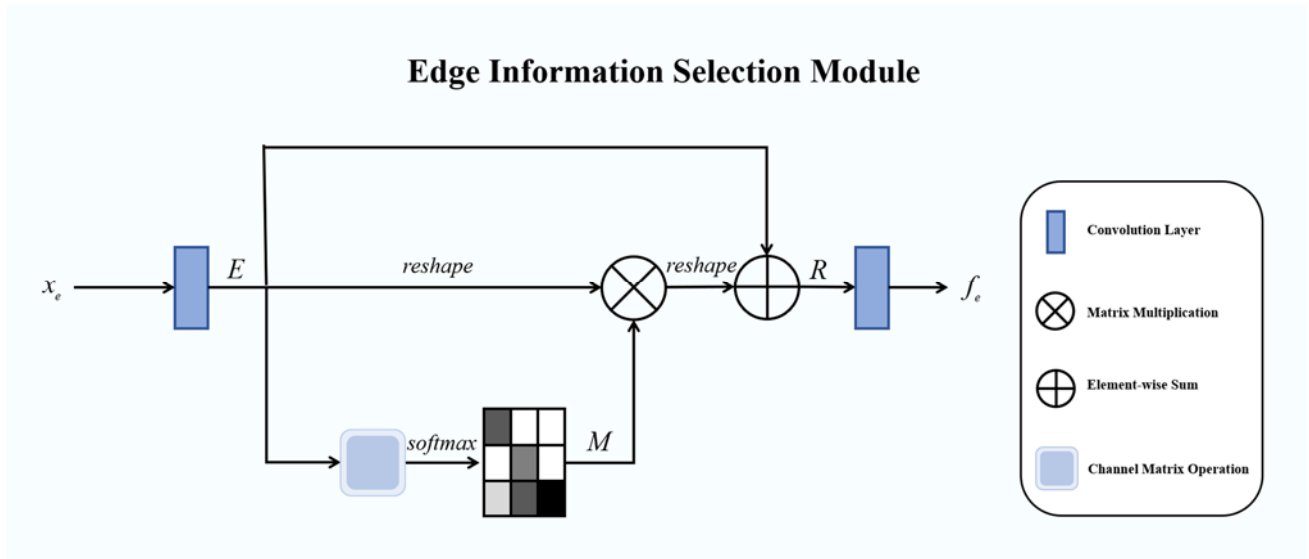 Edge Information Selection Module
x_e
E
reshape
reshape
R
f_e
softmax
M
Convolution Layer
Matrix Multiplication
Element-wise Sum
Channel Matrix Operation